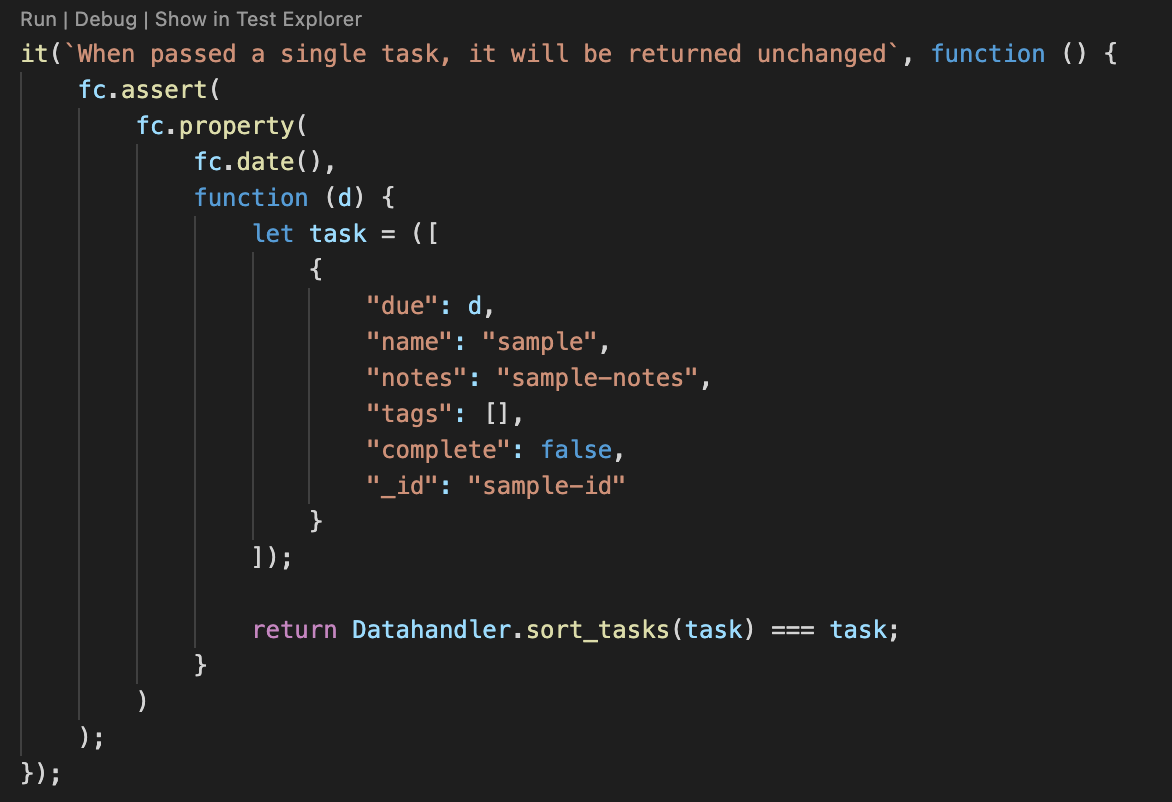 Run | Debug | Show in Test Explorer
it(`When passed a single task, it will be returned unchanged`, function () {
    fc.assert(
        fc.property(
            fc.date(),
            function (d) {
                let task = ([
                    {
                        "due": d,
                        "name": "sample",
                        "notes": "sample-notes",
                        "tags": [],
                        "complete": false,
                        "_id": "sample-id"
                    }
                ]);

                return Datahandler.sort_tasks(task) === task;
            }
        )
    );
});